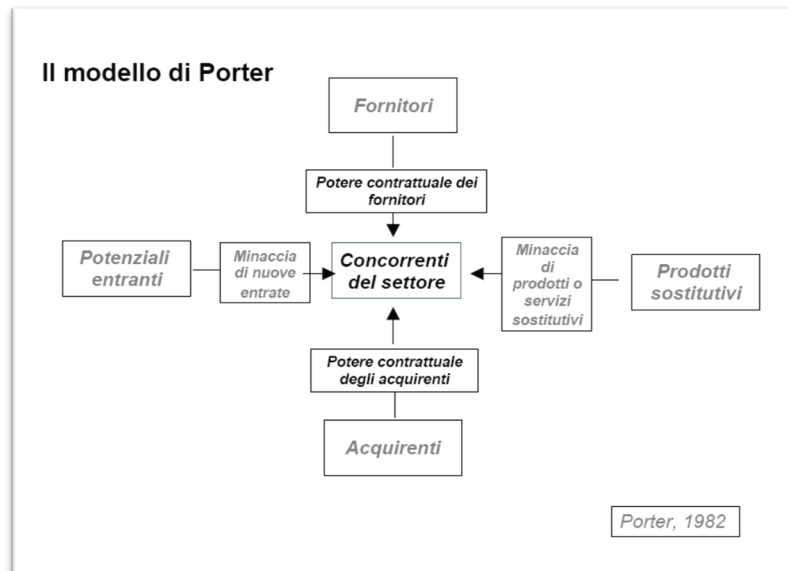 Il modello di Porter
Fornitori
Potere contrattuale dei
fornitori
Potenziali
entranti
Minaccia
di nuove
entrate
Concorrenti
del settore
Minaccia
di
prodotti o
servizi
sostitutivi
Prodotti
sostitutivi
Potere contrattuale
degli acquirenti
Acquirenti
Porter, 1982